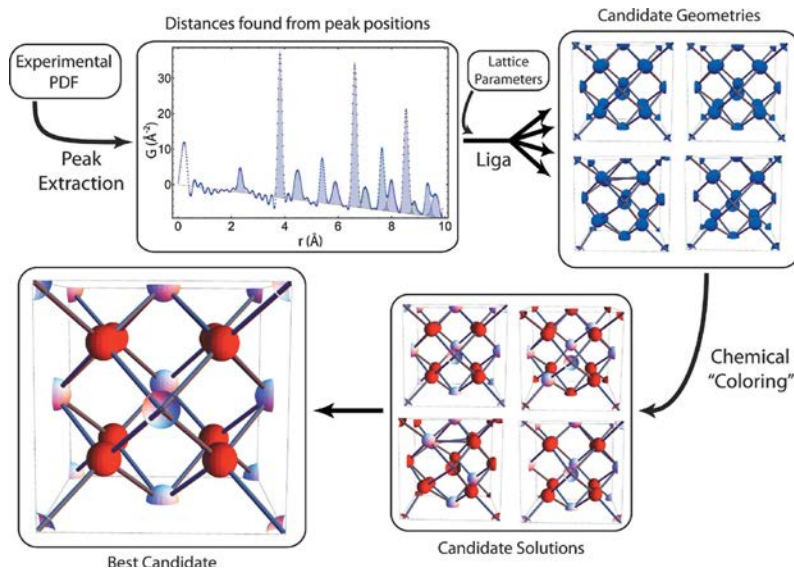 Distances found from peak positions
Candidate Geometries
Experimental
PDF
Peak
Extraction
G (Å-2)
30
20
10
0
0 2 4 6 8 10
r (Å)
Lattice
Parameters
Liga
Chemical
"Coloring"
Candidate Solutions
Best Candidate